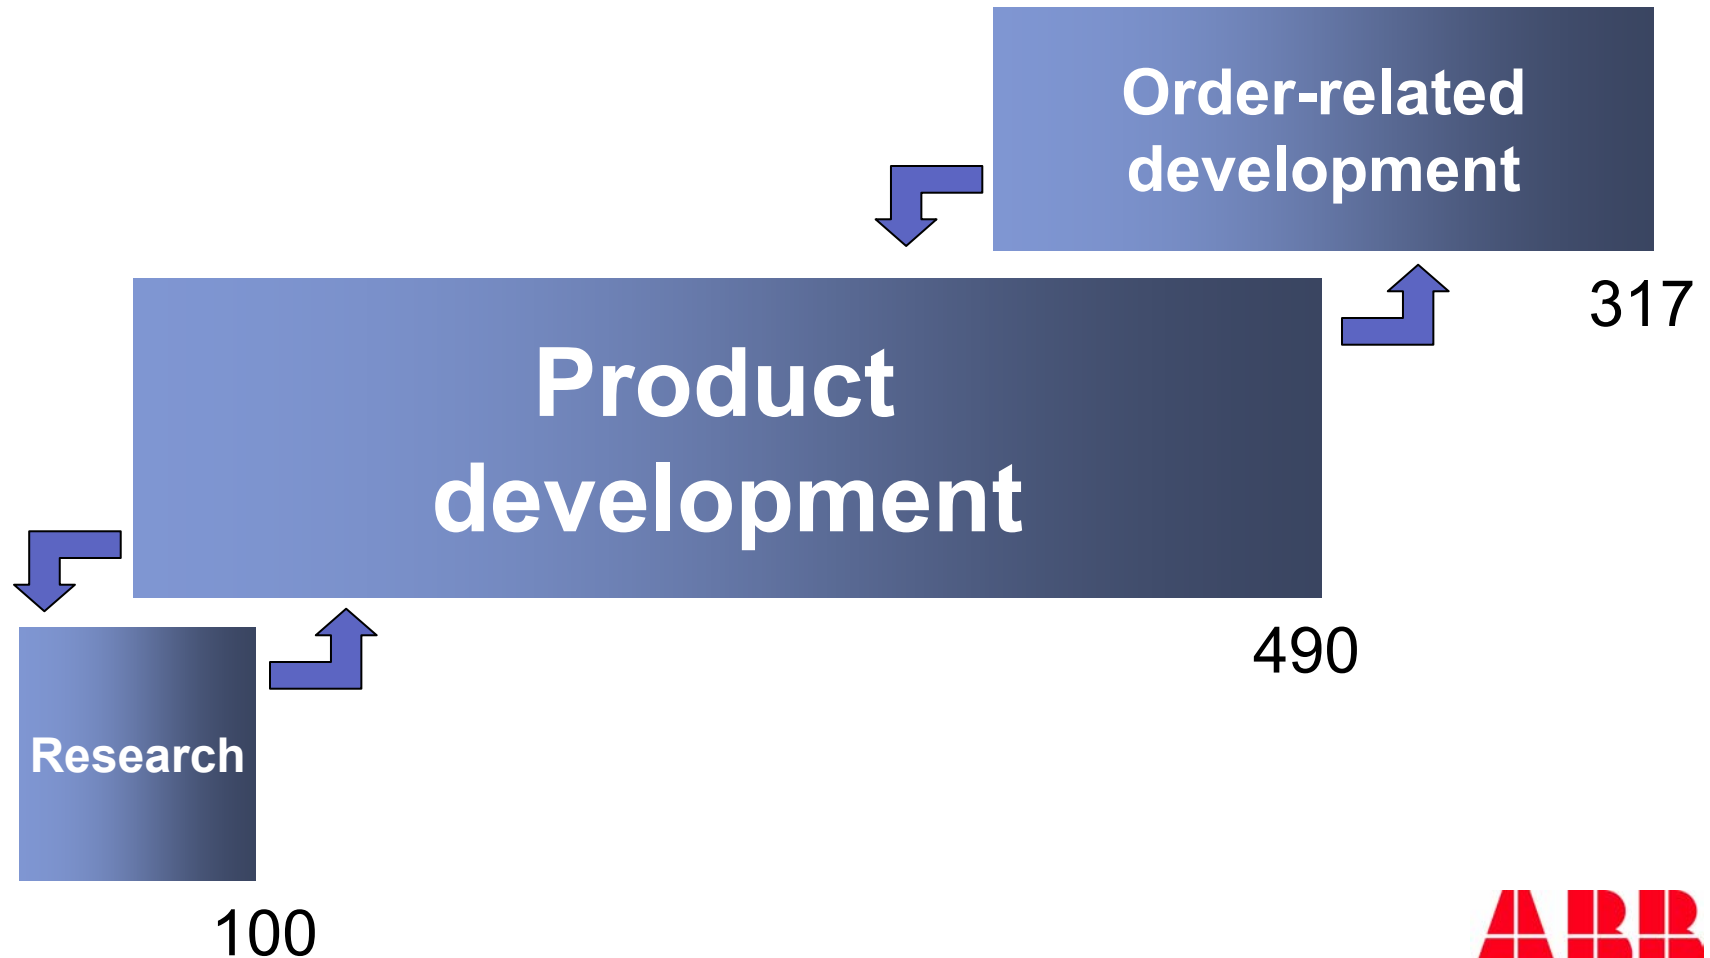 Order-related
development
317
Product
development
490
Research
100
ABB